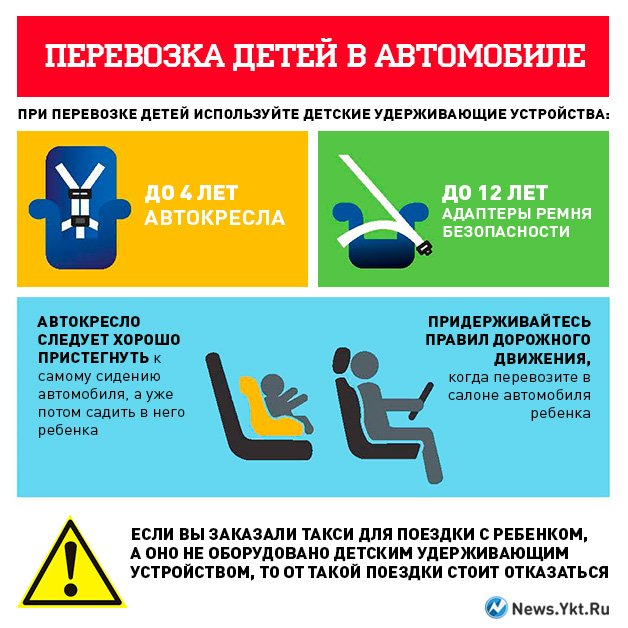 ПЕРЕВОЗКА ДЕТЕЙ В АВТОМОБИЛЕ
ПРИ ПЕРЕВОЗКЕ ДЕТЕЙ ИСПОЛЬЗУЙТЕ ДЕТСКИЕ УДЕРЖИВАЮЩИЕ УСТРОЙСТВА:
ДО 4 ЛЕТ
АВТОКРЕСЛА
ДО 12 ЛЕТ
АДАПТЕРЫ РЕМНЯ
БЕЗОПАСНОСТИ
АВТОКРЕСЛО
СЛЕДУЕТ ХОРОШО
ПРИСТЕГНУТЬ к
самому сидению
автомобиля, а уже
потом садить в него
ребенка
ПРИДЕРЖИВАЙТЕСЬ
ПРАВИЛ ДОРОЖНОГО
ДВИЖЕНИЯ,
когда перевозите в
салоне автомобиля
ребенка
ЕСЛИ ВЫ ЗАКАЗАЛИ ТАКСИ ДЛЯ ПОЕЗДКИ С РЕБЕНКОМ,
А ОНО НЕ ОБОРУДОВАНО ДЕТСКИМ УДЕРЖИВАЮЩИМ
УСТРОЙСТВОМ, ТО ОТ ТАКОЙ ПОЕЗДКИ СТОИТ ОТКАЗАТЬСЯ
News.Ykt.Ru